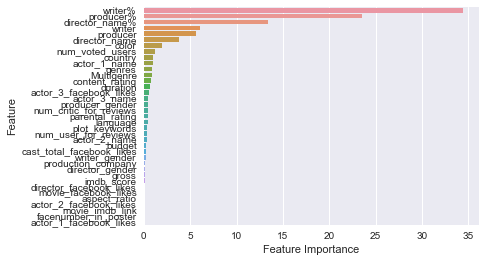 writer%
producer%
director_name%
writer
producer
director_name
color
num_voted_users
country
actor_1_name
genres
Multigenre
content_rating
duration
actor_3_facebook_likes
actor_3_name
producer_gender
num_critic_for_reviews
parental_rating
language
plot_keywords
num_user_for_reviews
actor_2_name
budget
cast_total_facebook_likes
writer_gender
production_company
director_gender
gross
imdb_score
director_facebook_likes
movie_facebook_likes
aspect_ratio
actor_2_facebook_likes
movie_imdb_link
facenumber_in_poster
actor_1_facebook_likes
Feature
0 5 10 15 20 25 30 35
Feature Importance